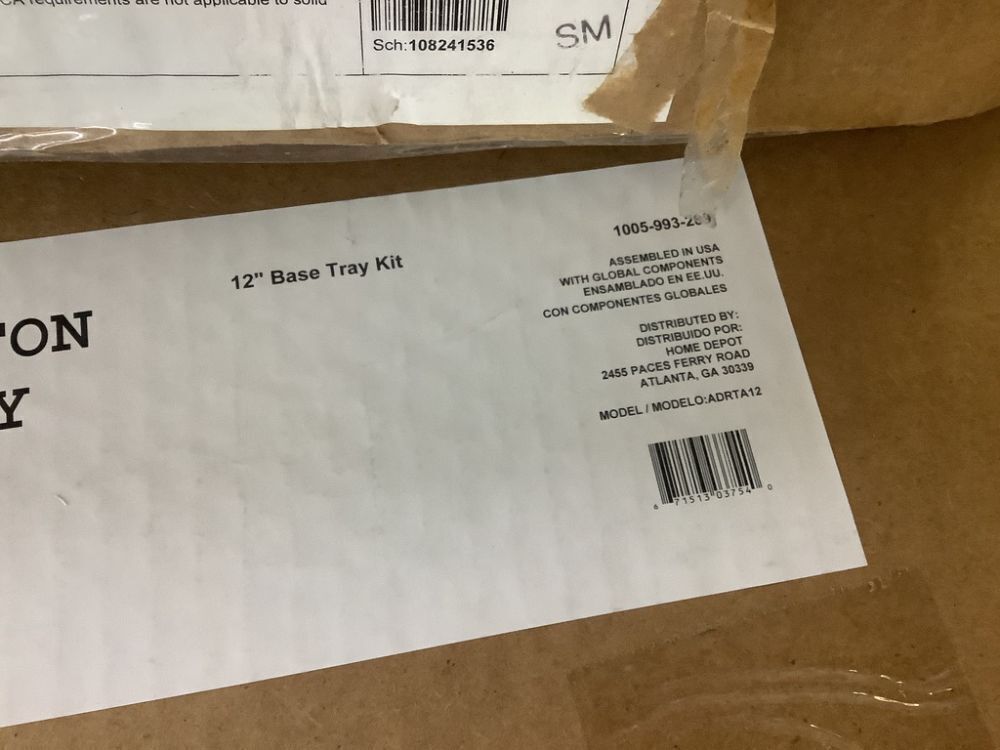 CA requirements are not applicable to solid
Sch:108241536
SM
12" Base Tray Kit
TON
Y
1005-993-289
ASSEMBLED IN USA
WITH GLOBAL COMPONENTS
ENSAMBLADO EN EE.UU.
CON COMPONENTES GLOBALES
DISTRIBUTED BY:
DISTRIBUIDO POR:
HOME DEPOT
2455 PACES FERRY ROAD
ATLANTA, GA 30339
MODEL / MODELO:ADRTA12
6 71513 03754 0